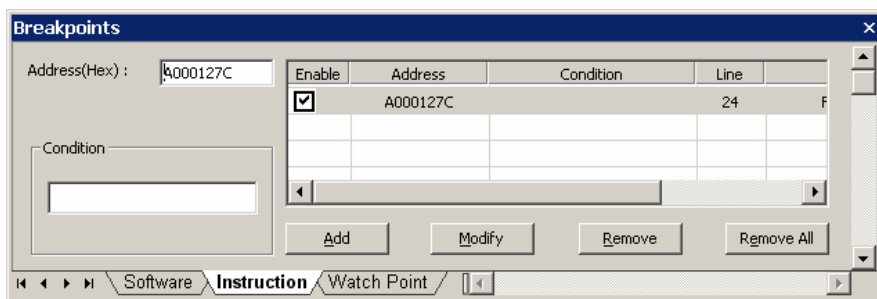 Breakpoints
Address(Hex) : A000127C
Enable Address Condition Line
A000127C 24 F
Condition
Add Modify Remove Remove All
Software Instruction Watch Point